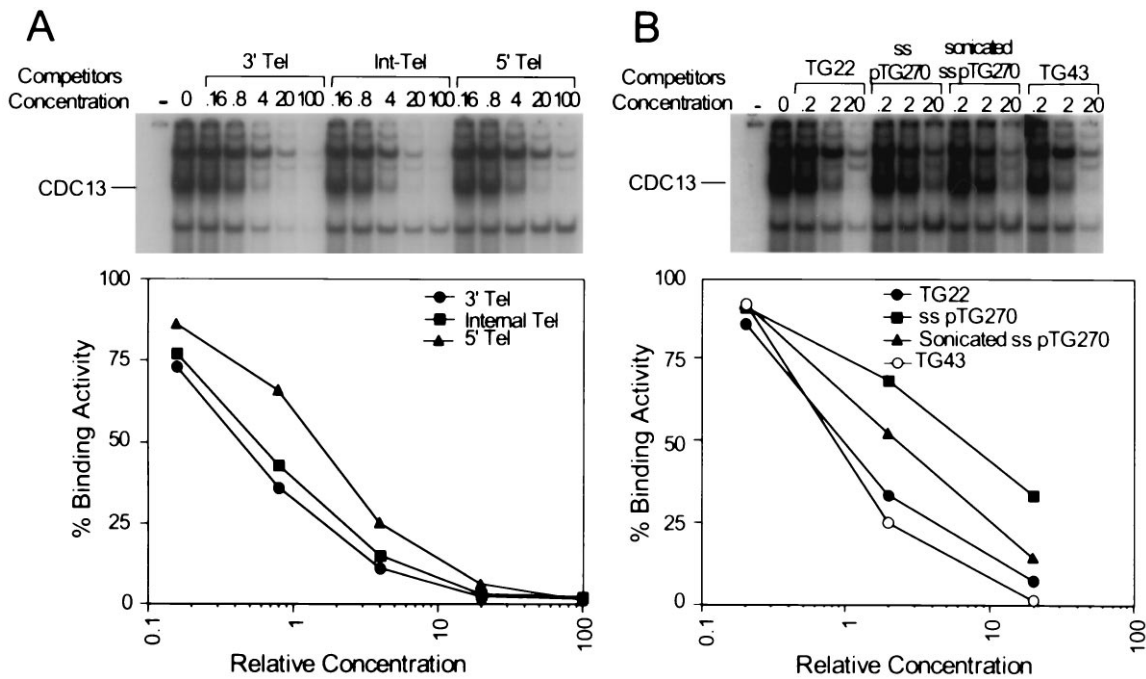 A
3' Tel Int-Tel 5' Tel
Competitors
Concentration - 0 .16 .8 4 20 100 .16 .8 4 20 100 .16 .8 4 20 100
CDC13
100
75
50
25
0
% Binding Activity
3' Tel
Internal Tel
5' Tel
0.1 1 10 100
Relative Concentration
B
ss sonicated
Competitors TG22 pTG270 ss pTG270 TG43
Concentration - 0 .2 2 20 .2 2 20 .2 2 20 .2 2 20
CDC13
100
75
50
25
0
% Binding Activity
TG22
ss pTG270
Sonicated ss pTG270
TG43
0.1 1 10 100
Relative Concentration